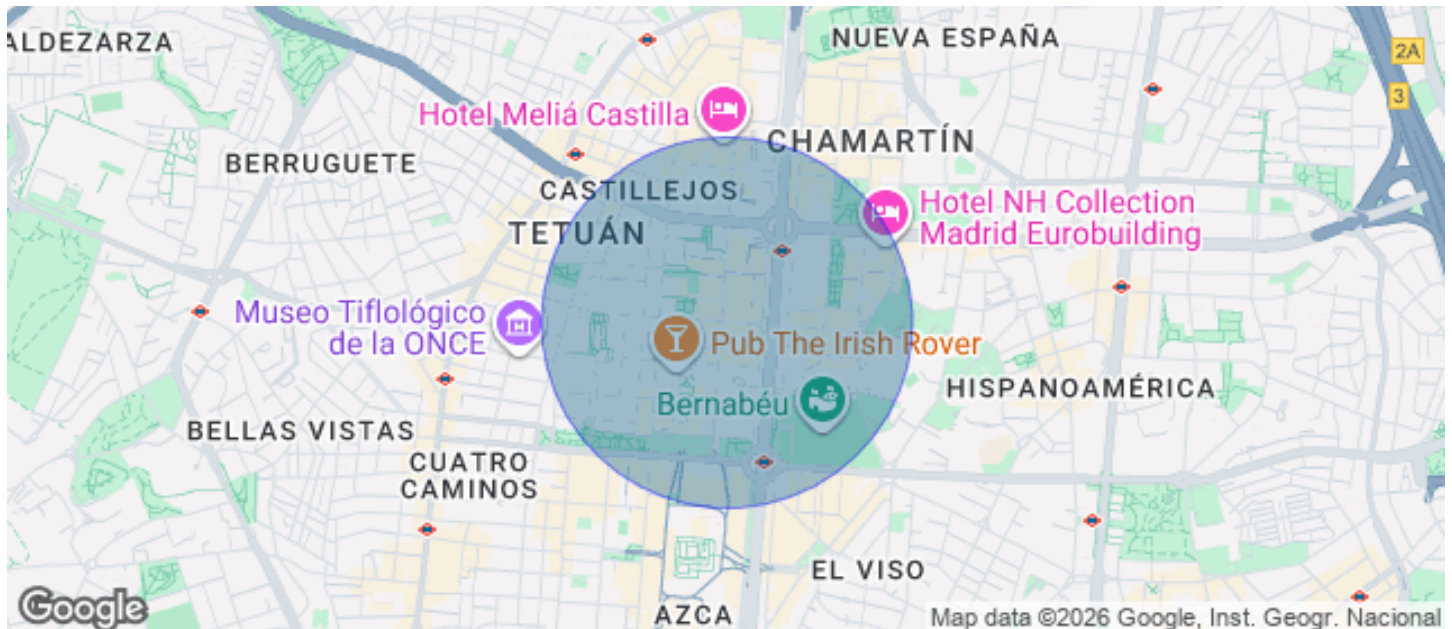 ALDEZARZA
NUEVA ESPAÑA
2A
3
Hotel Meliá Castilla
CHAMARTÍN
BERRUGUETE
CASTILLEJOS
TETUÁN
Hotel NH Collection
Madrid Eurobuilding
Museo Tiflológico
de la ONCE
Pub The Irish Rover
Bernabéu
HISPANOAMÉRICA
BELLAS VISTAS
CUATRO
CAMINOS
EL VISO
AZCA
Google
Map data ©2026 Google, Inst. Geogr. Nacional